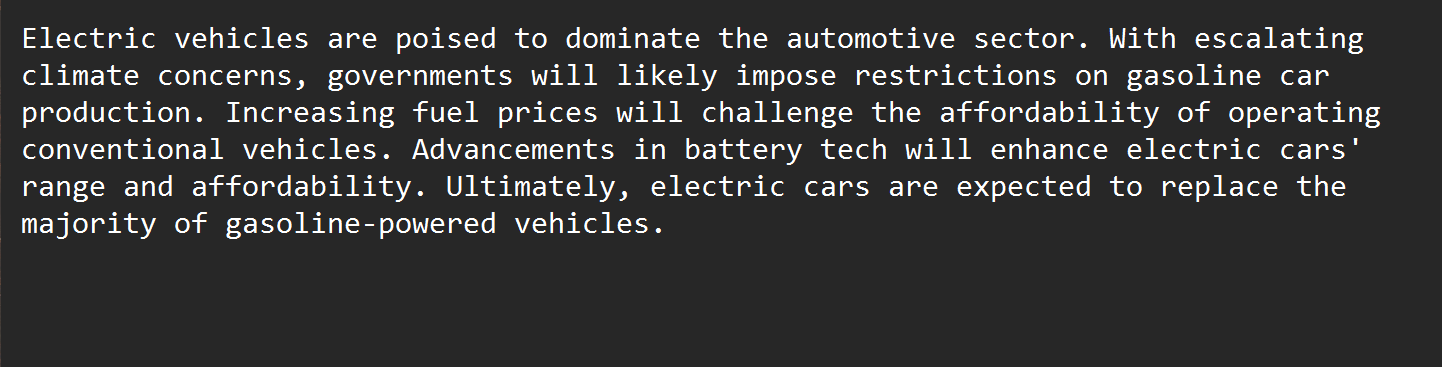 Electric vehicles are poised to dominate the automotive sector. With escalating
climate concerns, governments will likely impose restrictions on gasoline car
production. Increasing fuel prices will challenge the affordability of operating
conventional vehicles. Advancements in battery tech will enhance electric cars'
range and affordability. Ultimately, electric cars are expected to replace the
majority of gasoline-powered vehicles.